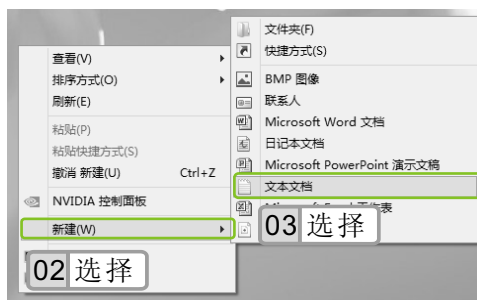 查看(V)
排序方式(O)
刷新(E)
粘贴(P)
粘贴快捷方式(S)
撤消 新建(U) Ctrl+Z
NVIDIA 控制面板
新建(W)
02 选择
文件夹(F)
快捷方式(S)
BMP 图像
联系人
Microsoft Word 文档
日记本文档
Microsoft PowerPoint 演示文稿
文本文档
03 选择